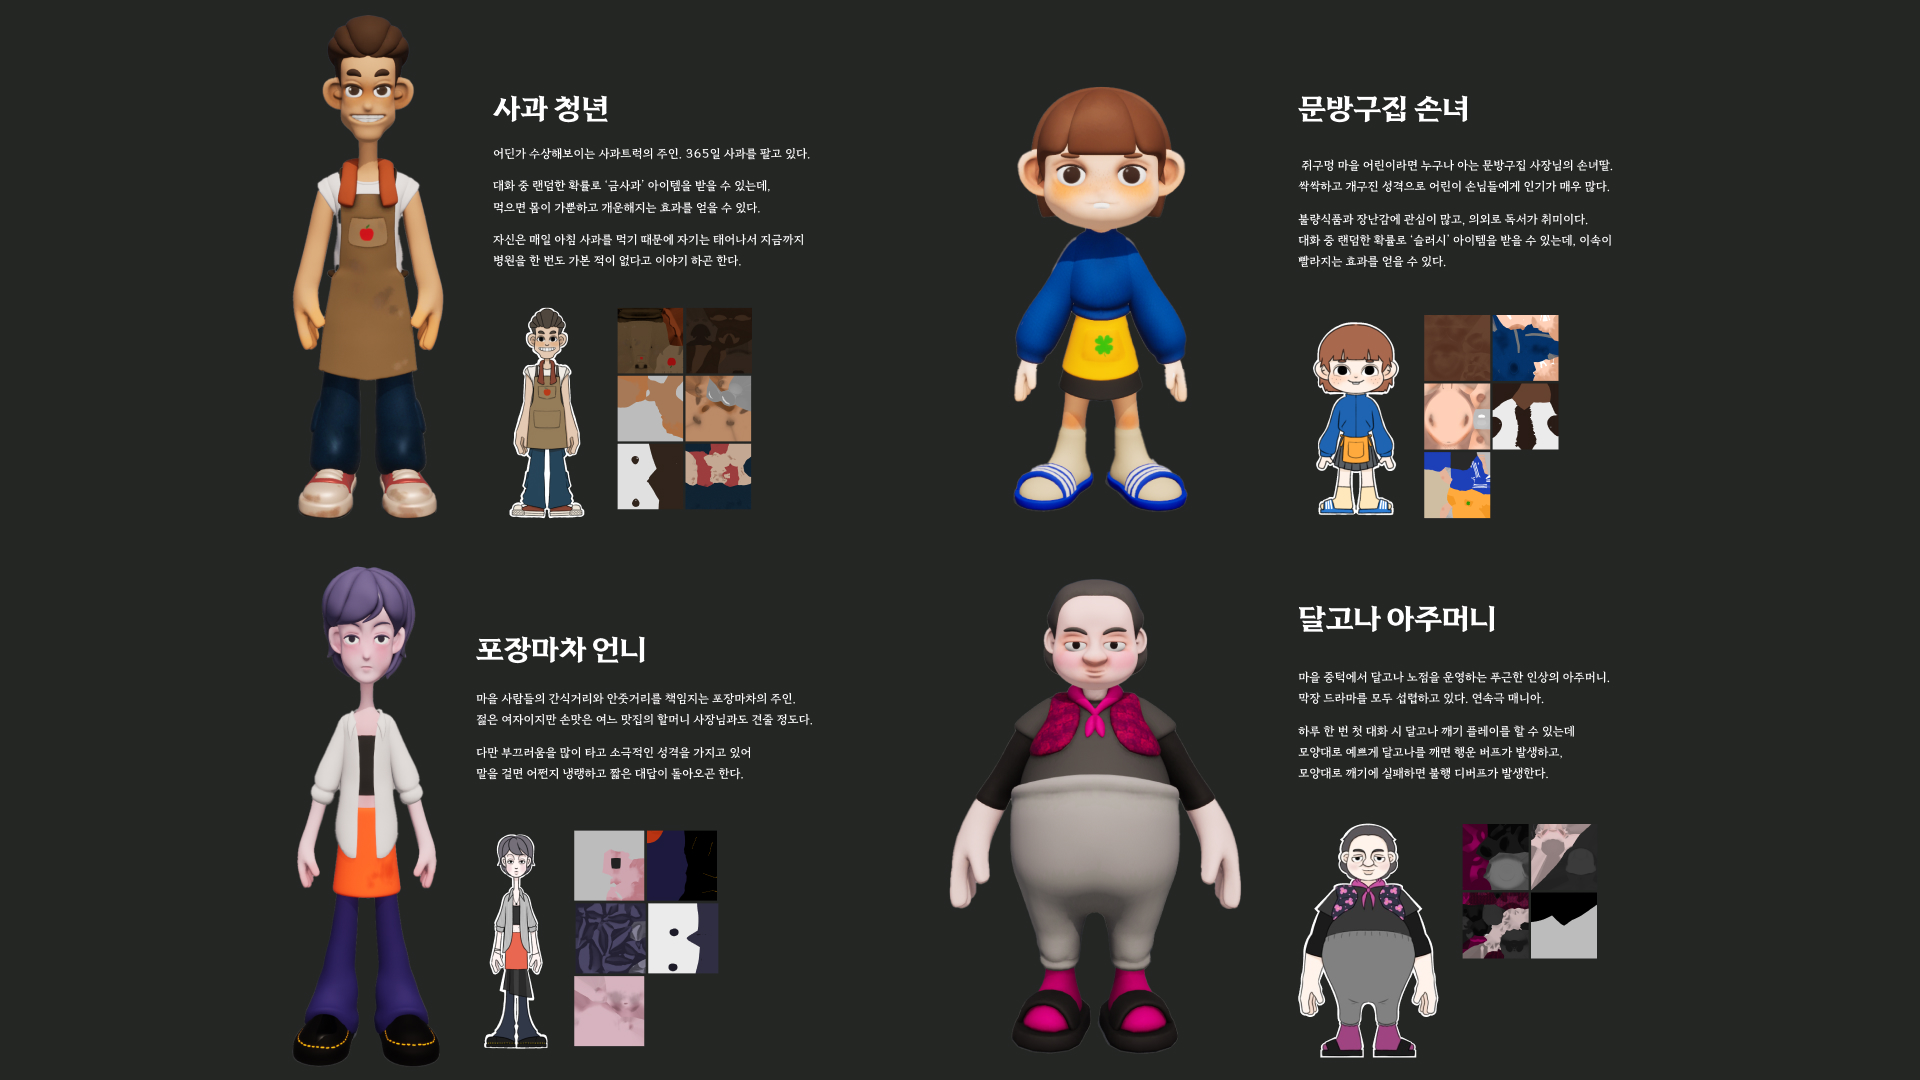 사과 청년
어딘가 수상해보이는 사과트럭의 주인. 365일 사과를 팔고 있다.
대화 중 랜덤한 확률로 ‘금사과’ 아이템을 받을 수 있는데,
먹으면 몸이 가뿐하고 개운해지는 효과를 얻을 수 있다.
자신은 매일 아침 사과를 먹기 때문에 자기는 태어나서 지금까지
병원을 한 번도 가본 적이 없다고 이야기 하곤 한다.
문방구집 손녀
쥐구멍 마을 어린이라면 누구나 아는 문방구집 사장님의 손녀딸.
싹싹하고 개구진 성격으로 어린이 손님들에게 인기가 매우 많다.
불량식품과 장난감에 관심이 많고, 의외로 독서가 취미이다.
대화 중 랜덤한 확률로 ‘슬러시’ 아이템을 받을 수 있는데, 이속이
빨라지는 효과를 얻을 수 있다.
포장마차 언니
마을 사람들의 간식거리와 안줏거리를 책임지는 포장마차의 주인.
젊은 여자이지만 손맛은 여느 맛집의 할머니 사장님과도 견줄 정도다.
다만 부끄러움을 많이 타고 소극적인 성격을 가지고 있어
말을 걸면 어쩐지 냉랭하고 짧은 대답이 돌아오곤 한다.
달고나 아주머니
마을 중턱에서 달고나 노점을 운영하는 푸근한 인상의 아주머니.
막장 드라마를 모두 섭렵하고 있다. 연속극 매니아.
하루 한 번 첫 대화 시 달고나 깨기 플레이를 할 수 있는데
모양대로 예쁘게 달고나를 깨면 행운 버프가 발생하고,
모양대로 깨기에 실패하면 불행 디버프가 발생한다.